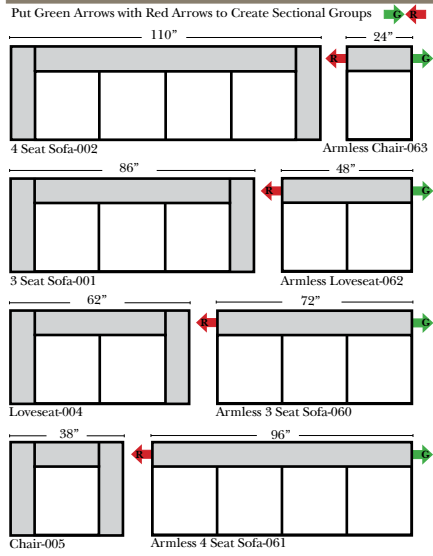 Put Green Arrows with Red Arrows to Create Sectional Groups G R
110” 24”
R G
4 Seat Sofa-002 Armless Chair-063
86” 48”
R G
3 Seat Sofa-001 Armless Loveseat-062
62” 72”
R G
Loveseat-004 Armless 3 Seat Sofa-060
38” 96”
R G
Chair-005 Armless 4 Seat Sofa-061